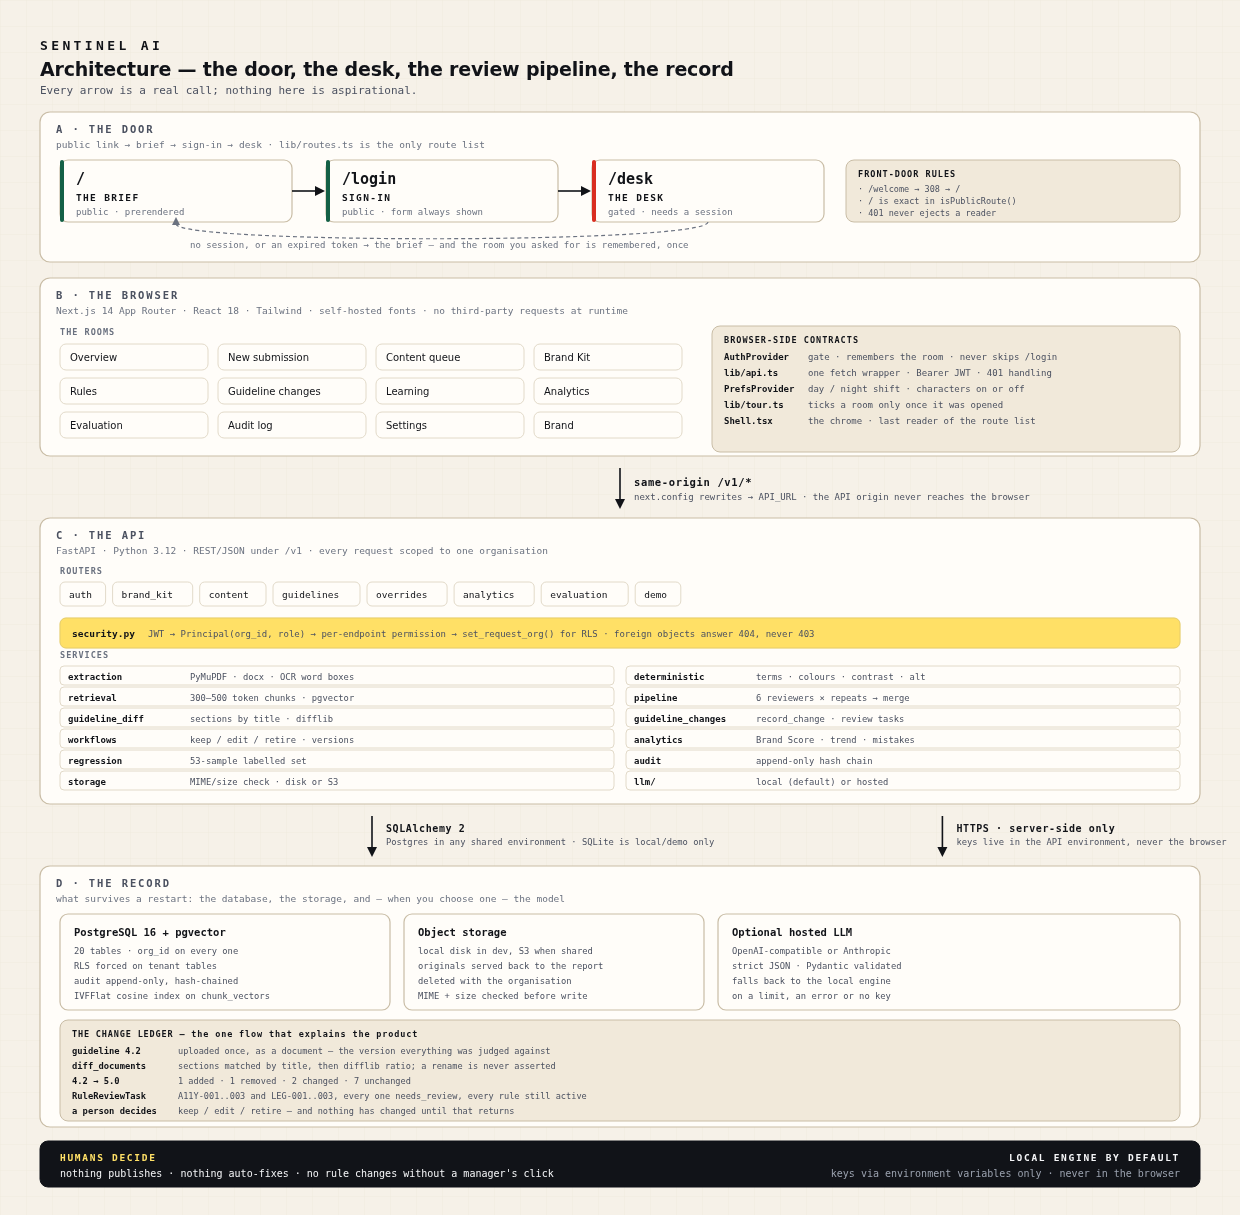 SENTINEL AI
Architecture — the door, the desk, the review pipeline, the record
Every arrow is a real call; nothing here is aspirational.
A · THE DOOR
public link → brief → sign-in → desk · lib/routes.ts is the only route list
/
THE BRIEF
public · prerendered
/login
SIGN-IN
public · form always shown
/desk
THE DESK
gated · needs a session
FRONT-DOOR RULES
· /welcome → 308 → /
· / is exact in isPublicRoute()
· 401 never ejects a reader
no session, or an expired token → the brief — and the room you asked for is remembered, once
B · THE BROWSER
Next.js 14 App Router · React 18 · Tailwind · self-hosted fonts · no third-party requests at runtime
THE ROOMS
Overview
New submission
Content queue
Brand Kit
Rules
Guideline changes
Learning
Analytics
Evaluation
Audit log
Settings
Brand
BROWSER-SIDE CONTRACTS
AuthProvider gate · remembers the room · never skips /login
lib/api.ts one fetch wrapper · Bearer JWT · 401 handling
PrefsProvider day / night shift · characters on or off
lib/tour.ts ticks a room only once it was opened
Shell.tsx the chrome · last reader of the route list
same-origin /v1/*
next.config rewrites → API_URL · the API origin never reaches the browser
C · THE API
FastAPI · Python 3.12 · REST/JSON under /v1 · every request scoped to one organisation
ROUTERS
auth
brand_kit
content
guidelines
overrides
analytics
evaluation
demo
security.py JWT → Principal(org_id, role) → per-endpoint permission → set_request_org() for RLS · foreign objects answer 404, never 403
SERVICES
extraction PyMuPDF · docx · OCR word boxes
deterministic terms · colours · contrast · alt
retrieval 300–500 token chunks · pgvector
pipeline 6 reviewers × repeats → merge
guideline_diff sections by title · difflib
guideline_changes record_change · review tasks
workflows keep / edit / retire · versions
analytics Brand Score · trend · mistakes
regression 53-sample labelled set
audit append-only hash chain
storage MIME/size check · disk or S3
llm/ local (default) or hosted
SQLAlchemy 2
Postgres in any shared environment · SQLite is local/demo only
HTTPS · server-side only
keys live in the API environment, never the browser
D · THE RECORD
what survives a restart: the database, the storage, and — when you choose one — the model
PostgreSQL 16 + pgvector
20 tables · org_id on every one
RLS forced on tenant tables
audit append-only, hash-chained
IVFFlat cosine index on chunk_vectors
Object storage
local disk in dev, S3 when shared
originals served back to the report
deleted with the organisation
MIME + size checked before write
Optional hosted LLM
OpenAI-compatible or Anthropic
strict JSON · Pydantic validated
falls back to the local engine
on a limit, an error or no key
THE CHANGE LEDGER — the one flow that explains the product
guideline 4.2 uploaded once, as a document — the version everything was judged against
diff_documents sections matched by title, then difflib ratio; a rename is never asserted
4.2 → 5.0 1 added · 1 removed · 2 changed · 7 unchanged
RuleReviewTask A11Y-001..003 and LEG-001..003, every one needs_review, every rule still active
a person decides keep / edit / retire — and nothing has changed until that returns
HUMANS DECIDE
nothing publishes · nothing auto-fixes · no rule changes without a manager's click
LOCAL ENGINE BY DEFAULT
keys via environment variables only · never in the browser